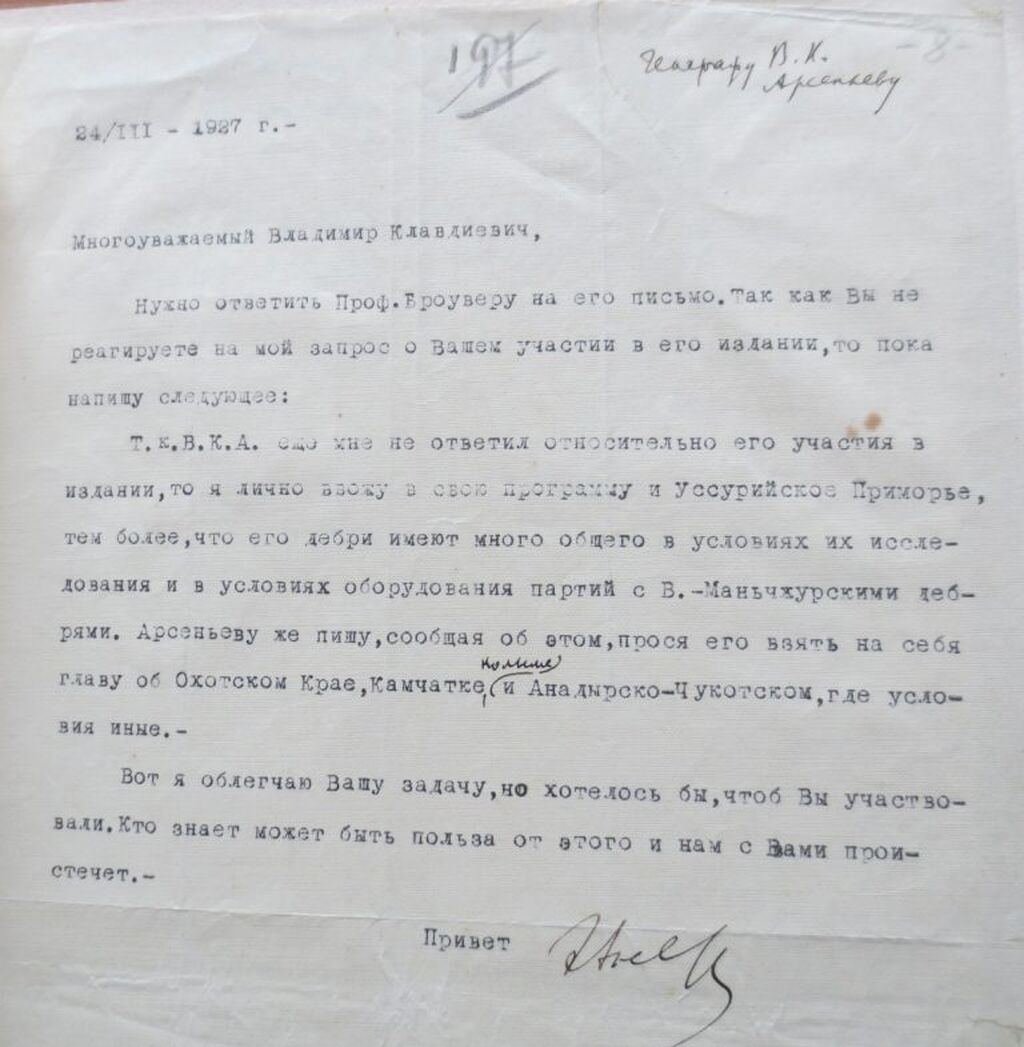 197
-8-
В. К.
Арсеньеву
24/III - 1927 г.-
Многоуважаемый Владимир Клавдиевич,
Нужно ответить Проф.Броуверу на его письмо.Так как Вы не
реагируете на мой запрос о Вашем участии в его издании,то пока
напишу следующее:
Т.к.В.К.А. еще мне не ответил относительно его участия в
издании,то я лично ввожу в свою программу и Уссурийское Приморье,
тем более,что его дебри имеют много общего в условиях их иссле-
дования и в условиях оборудования партий с В.-Маньчжурскими деб-
рями. Арсеньеву же пишу,сообщая об этом,прося его взять на себя
главу об Охотском Крае,Камчатке, и Анадырско-Чукотском,где усло-
вия иные.-
Вот я облегчаю Вашу задачу,но хотелось бы,чтоб Вы участво-
вали.Кто знает может быть польза от этого и нам с Вами прои-
стечет.-
Привет